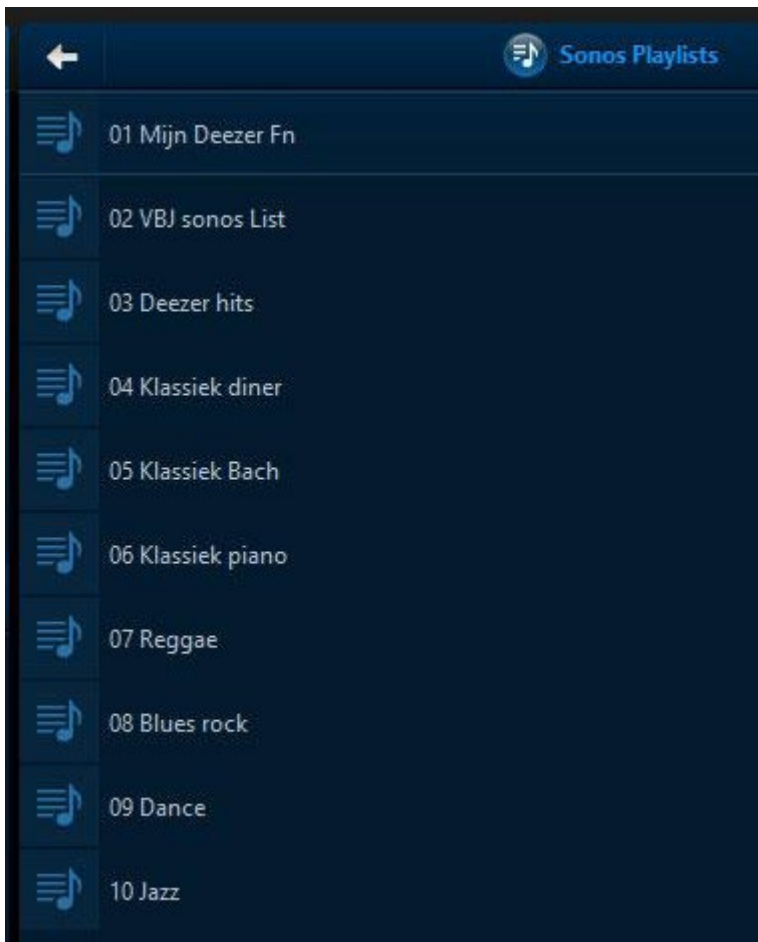 Sonos Playlists
01 Mijn Deezer Fn
02 VBJ sonos List
03 Deezer hits
04 Klassiek diner
05 Klassiek Bach
06 Klassiek piano
07 Reggae
08 Blues rock
09 Dance
10 Jazz